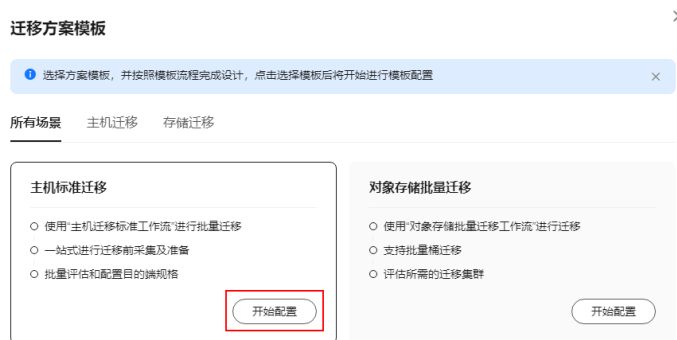 迁移方案模板
选择方案模板，并按照模板流程完成设计，点击选择模板后将开始进行模板配置
所有场景 主机迁移 存储迁移
主机标准迁移
使用“主机迁移标准工作流”进行批量迁移
一站式进行迁移前采集及准备
批量评估和配置目的端规格
开始配置
对象存储批量迁移
使用“对象存储批量迁移工作流”进行迁移
支持批量桶迁移
评估所需的迁移集群
开始配置